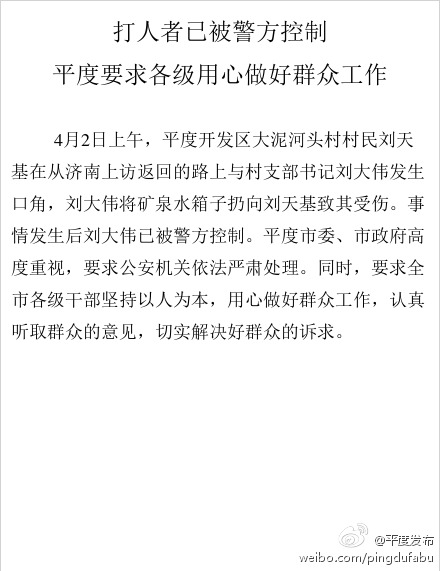 打人者已被警方控制
平度要求各级用心做好群众工作
4月2日上午，平度开发区大泥河头村村民刘天
基在从济南上访返回的路上与村支部书记刘大伟发生
口角，刘大伟将矿泉水箱子扔向刘天基致其受伤。事
情发生后刘大伟已被警方控制。平度市委、市政府高
度重视，要求公安机关依法严肃处理。同时，要求全
市各级干部坚持以人为本，用心做好群众工作，认真
听取群众的意见，切实解决好群众的诉求。
@平度发布
weibo.com/pingdufabu